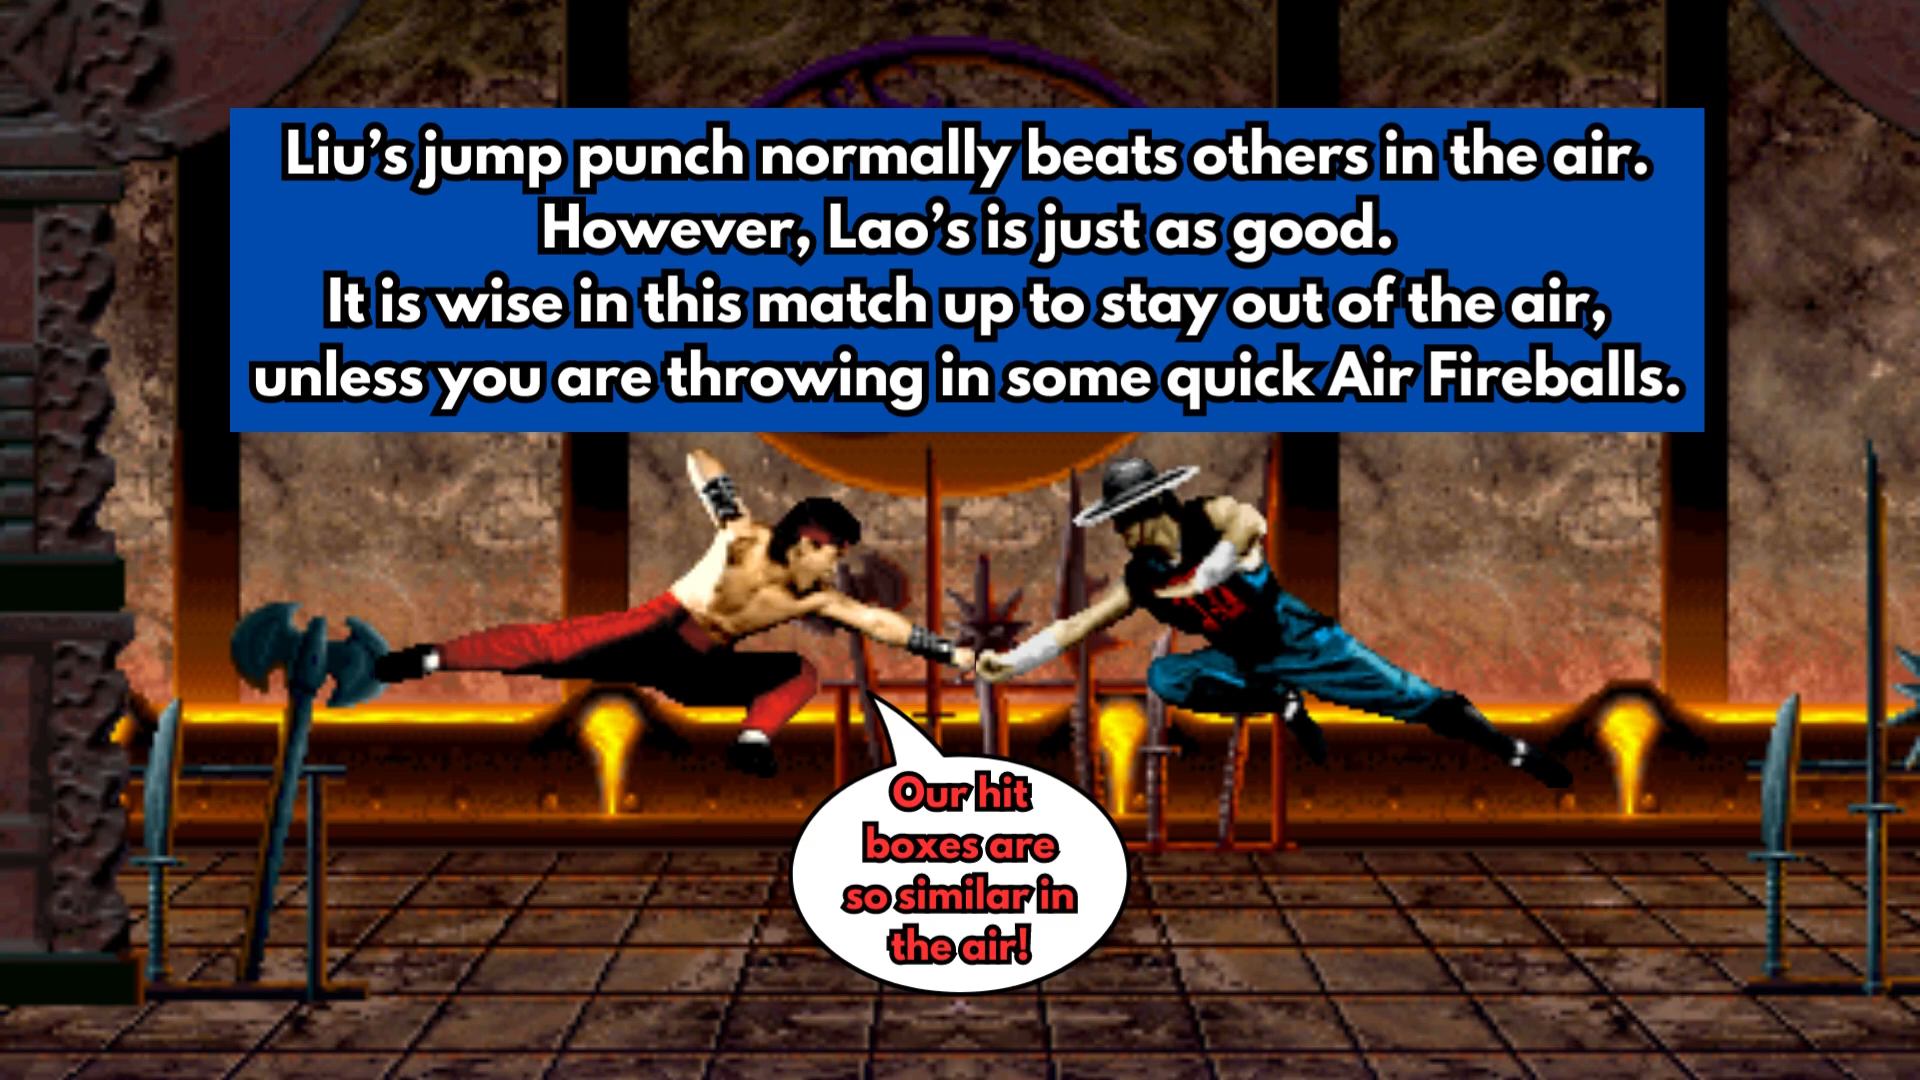 Liu’s jump punch normally beats others in the air.
However, Lao’s is just as good.
It is wise in this match up to stay out of the air,
unless you are throwing in some quick Air Fireballs.
Our hit
boxes are
so similar in
the air!